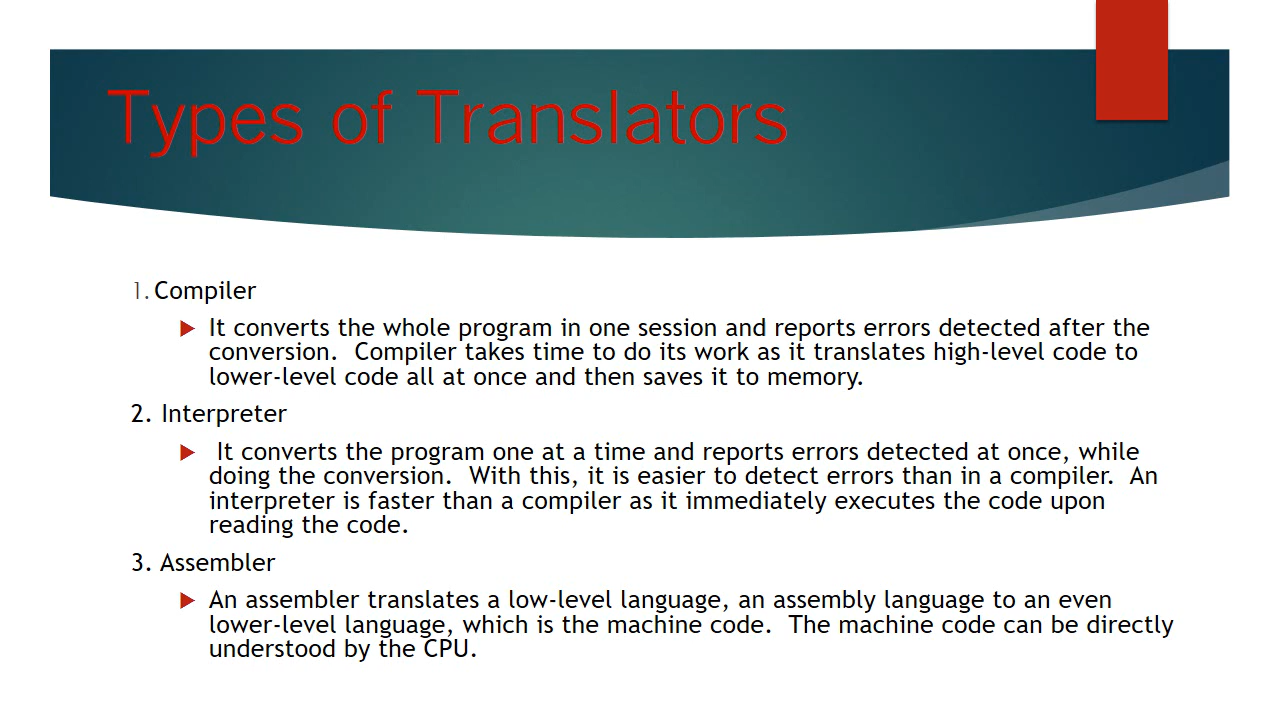 Types of Translators
1. Compiler
It converts the whole program in one session and reports errors detected after the
conversion.  Compiler takes time to do its work as it translates high-level code to
lower-level code all at once and then saves it to memory.
2. Interpreter
It converts the program one at a time and reports errors detected at once, while
doing the conversion.  With this, it is easier to detect errors than in a compiler.  An
interpreter is faster than a compiler as it immediately executes the code upon
reading the code.
3. Assembler
An assembler translates a low-level language, an assembly language to an even
lower-level language, which is the machine code.  The machine code can be directly
understood by the CPU.